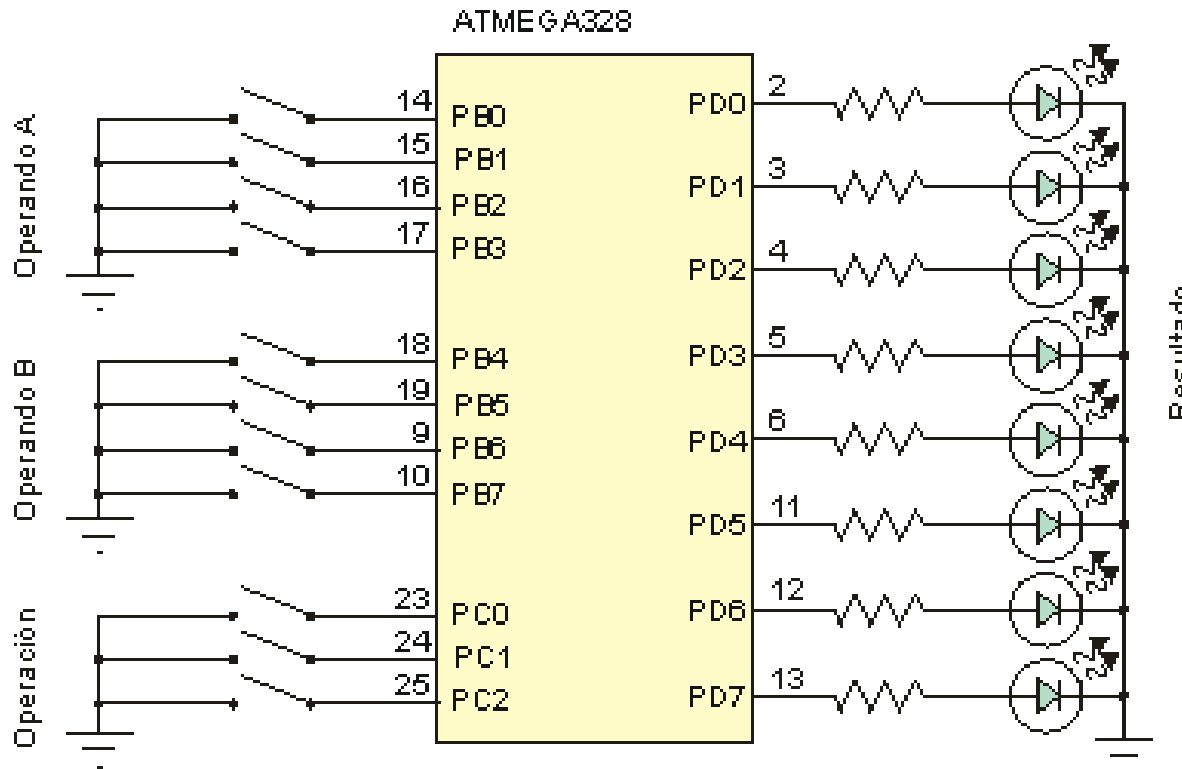 ATMEGA328
Operando A
14 PB0
15 PB1
16 PB2
17 PB3
Operando B
18 PB4
19 PB5
9 PB6
10 PB7
Operación
23 PC0
24 PC1
25 PC2
PD0 2
PD1 3
PD2 4
PD3 5
PD4 6
PD5 11
PD6 12
PD7 13
Resultado